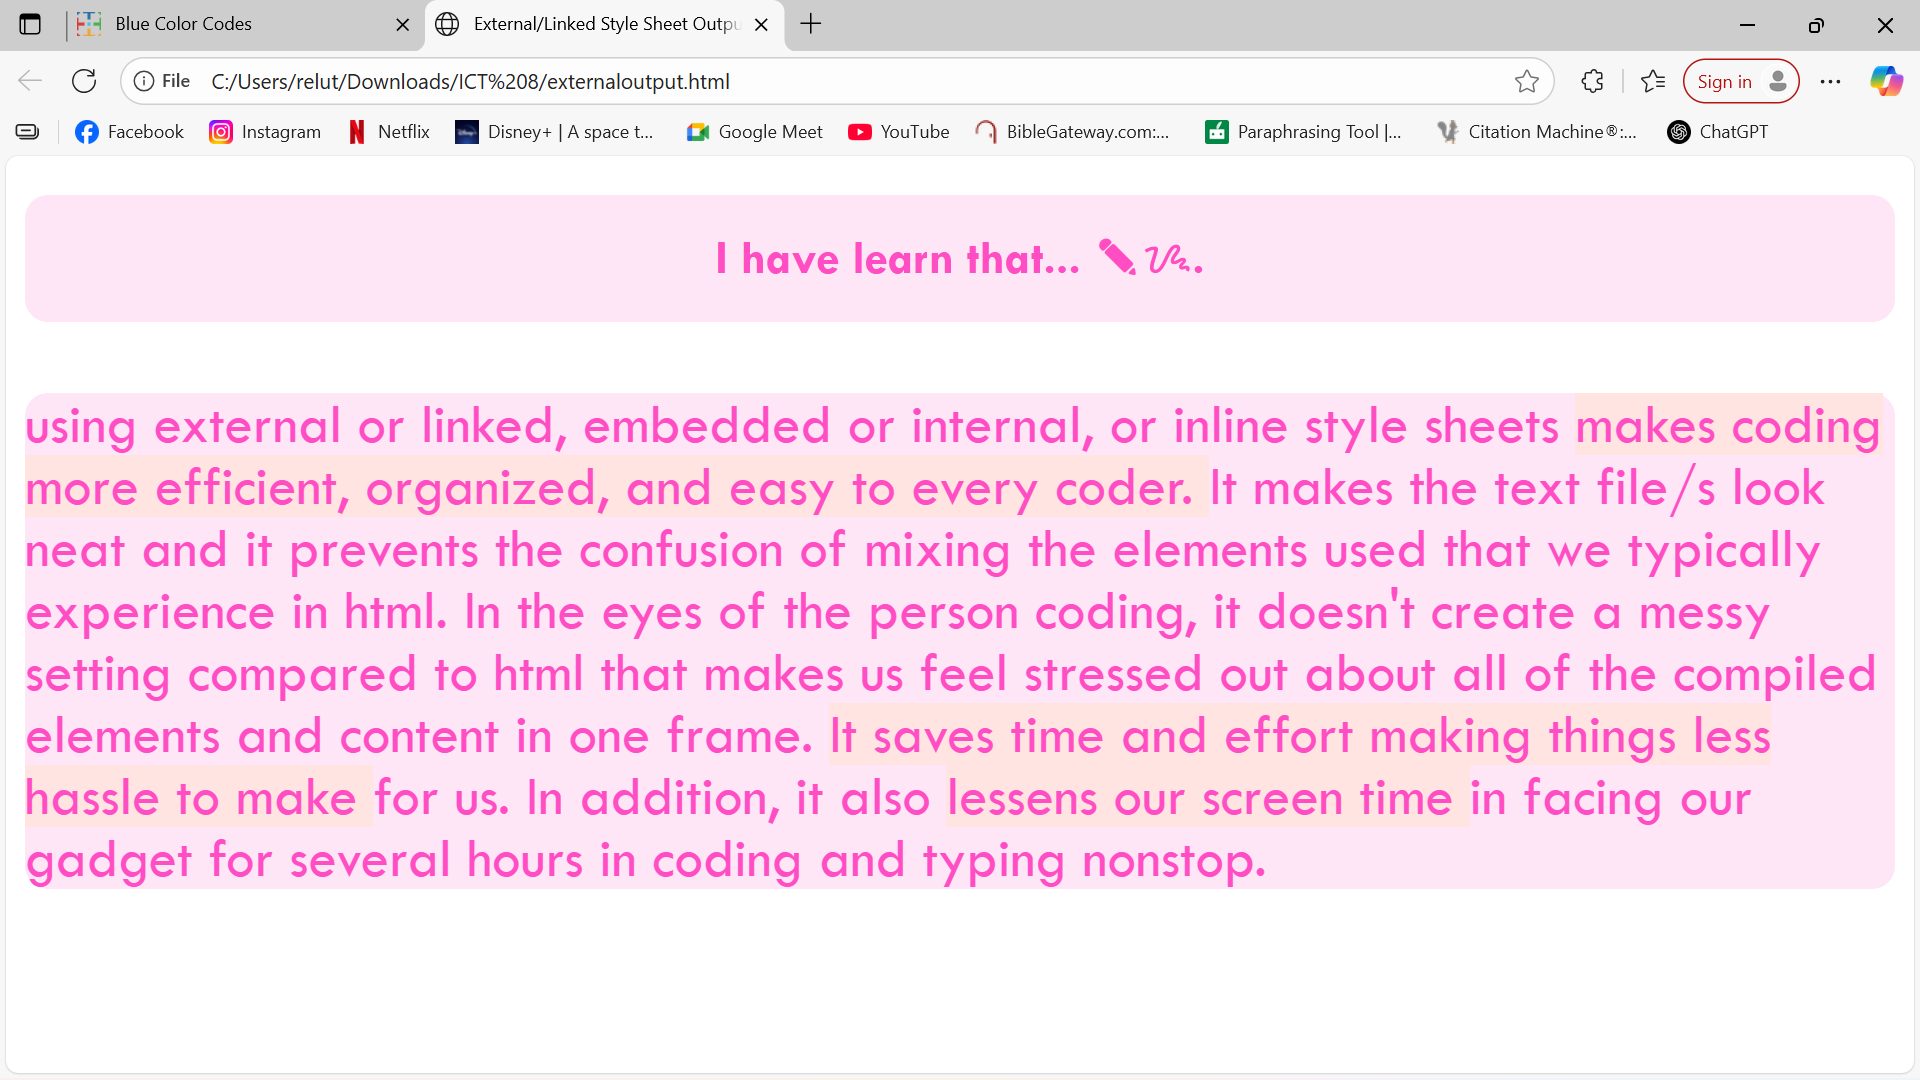 Blue Color Codes
External/Linked Style Sheet Outpu
File C:/Users/relut/Downloads/ICT%208/externaloutput.html
Sign in
Facebook Instagram Netflix Disney+ | A space t... Google Meet YouTube BibleGateway.com:... Paraphrasing Tool |... Citation Machine®:... ChatGPT
I have learn that... ✎ .
using external or linked, embedded or internal, or inline style sheets makes coding
more efficient, organized, and easy to every coder. It makes the text file/s look
neat and it prevents the confusion of mixing the elements used that we typically
experience in html. In the eyes of the person coding, it doesn't create a messy
setting compared to html that makes us feel stressed out about all of the compiled
elements and content in one frame. It saves time and effort making things less
hassle to make for us. In addition, it also lessens our screen time in facing our
gadget for several hours in coding and typing nonstop.